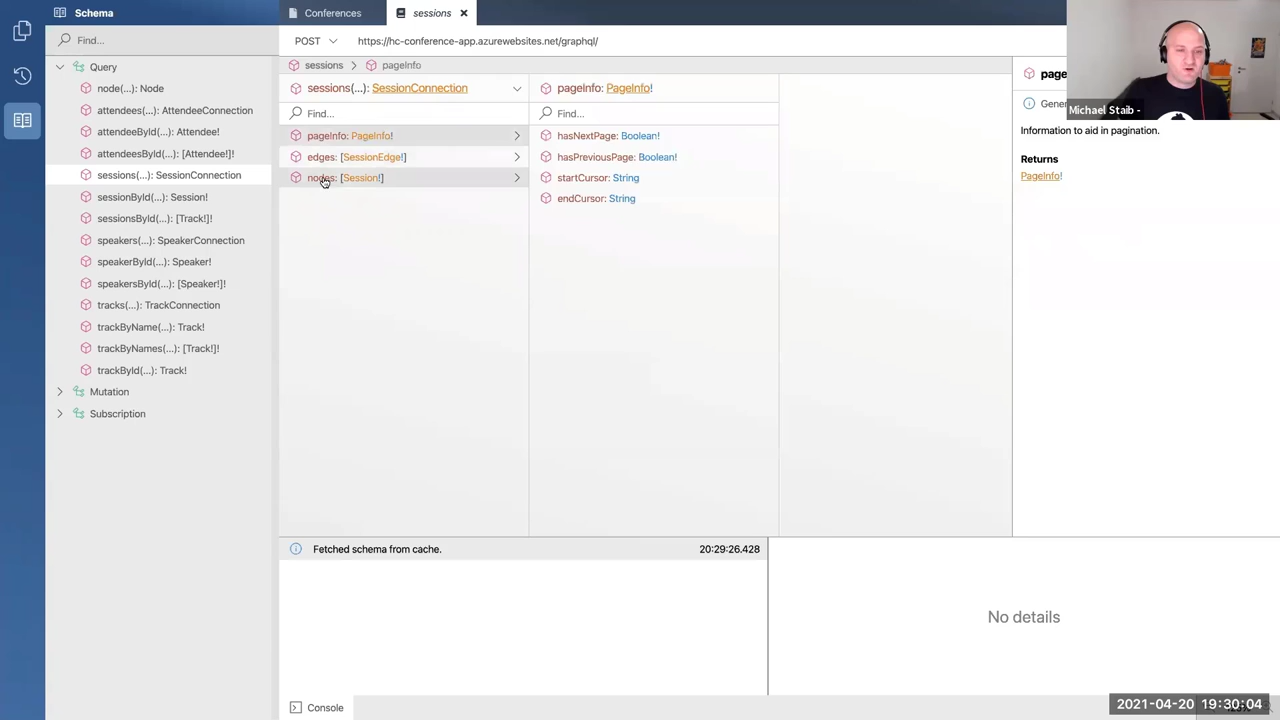 Schema
Conferences
sessions
Find...
POST
https://hc-conference-app.azurewebsites.net/graphql/
Query
node(...): Node
attendees(...): AttendeeConnection
attendeeById(...): Attendee!
attendeesById(...): [Attendee!]!
sessions(...): SessionConnection
sessionById(...): Session!
sessionsById(...): [Track!]!
speakers(...): SpeakerConnection
speakerById(...): Speaker!
speakersById(...): [Speaker!]!
tracks(...): TrackConnection
trackByName(...): Track!
trackByNames(...): [Track!]!
trackById(...): Track!
Mutation
Subscription
sessions
pageInfo
sessions(...): SessionConnection
Find...
pageInfo: PageInfo!
edges: [SessionEdge!]
nodes: [Session!]
pageInfo: PageInfo!
Find...
hasNextPage: Boolean!
hasPreviousPage: Boolean!
startCursor: String
endCursor: String
page
Gener
Michael Staib -
Information to aid in pagination.
Returns
PageInfo!
Fetched schema from cache.
20:29:26.428
No details
Console
2021-04-20 19:30:04